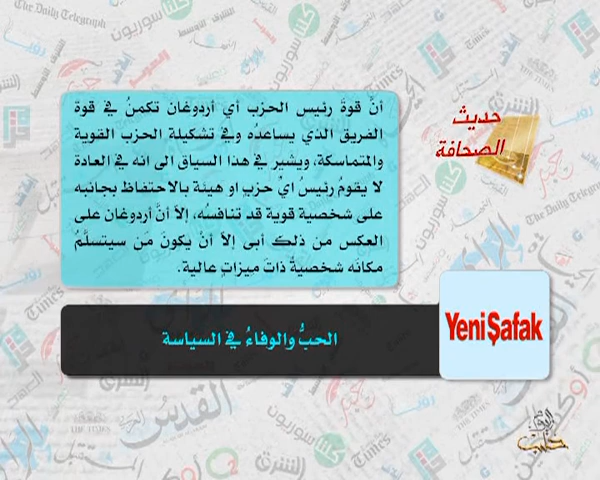 حديث
الصحافة
أنَّ قوةَ رئيس الحزب أي أردوغان تكمنُ في قوة
الفريق الذي يساعده وفي تشكيلة الحزب القوية
والمتماسكة، ويشير في هذا السياق الى انه في العادة
لا يقومُ رئيسُ ايِّ حزبٍ او هيئة بالاحتفاظ بجانبه
على شخصية قوية قد تنافسُه، إلاّ أنَّ أردوغان على
العكس من ذلك أبى إلاّ أنْ يكونَ مَن سيتسلَّمُ
مكانَه شخصيةً ذاتَ ميزاتٍ عالية.
Yeni Şafak
الحبُّ والوفاءُ في السياسة